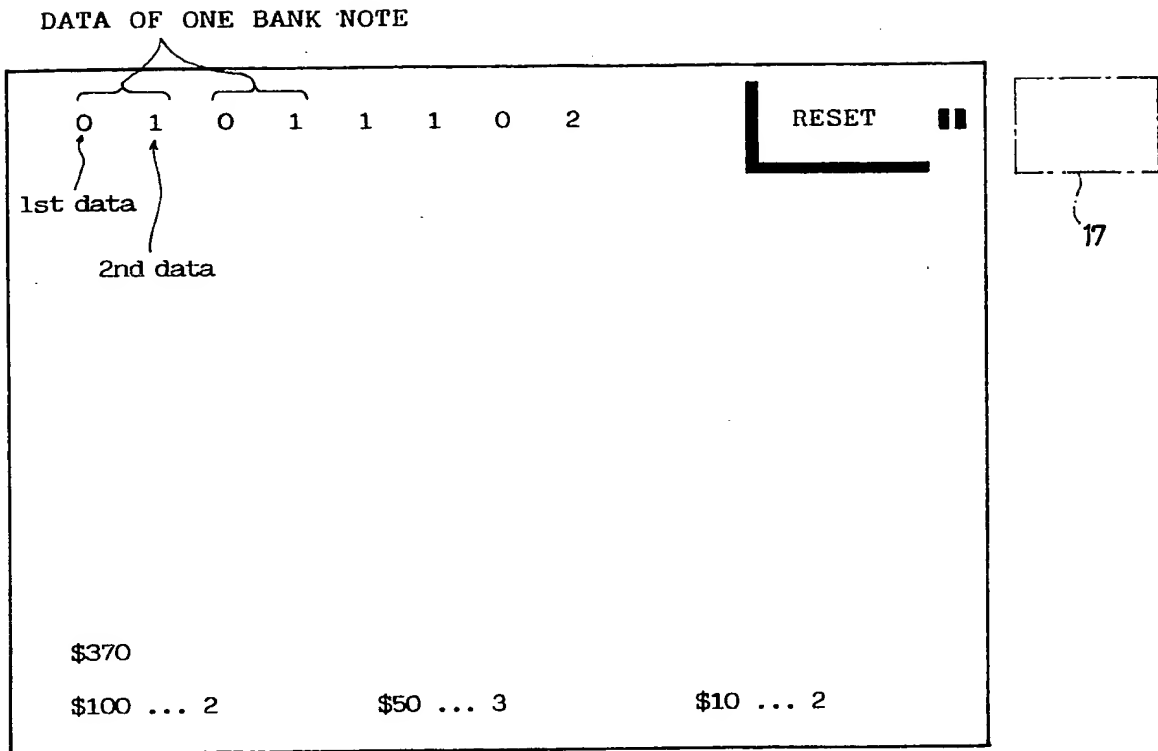 DATA OF ONE BANK NOTE
0 1 0 1 1 1 0 2 RESET
1st data
17
2nd data
$370
$100 ... 2 $50 ... 3 $10 ... 2